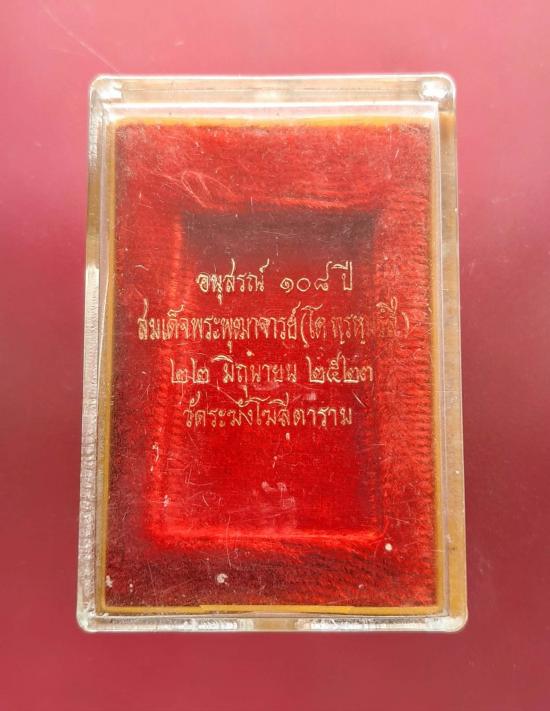 อนุสรณ์ ๑๐๘ ปี
สมเด็จพระพุฒาจารย์ (โต พฺรหฺมรํสี)
๒๒ มิถุนายน ๒๕๒๓
วัดระฆังโฆสิตาราม